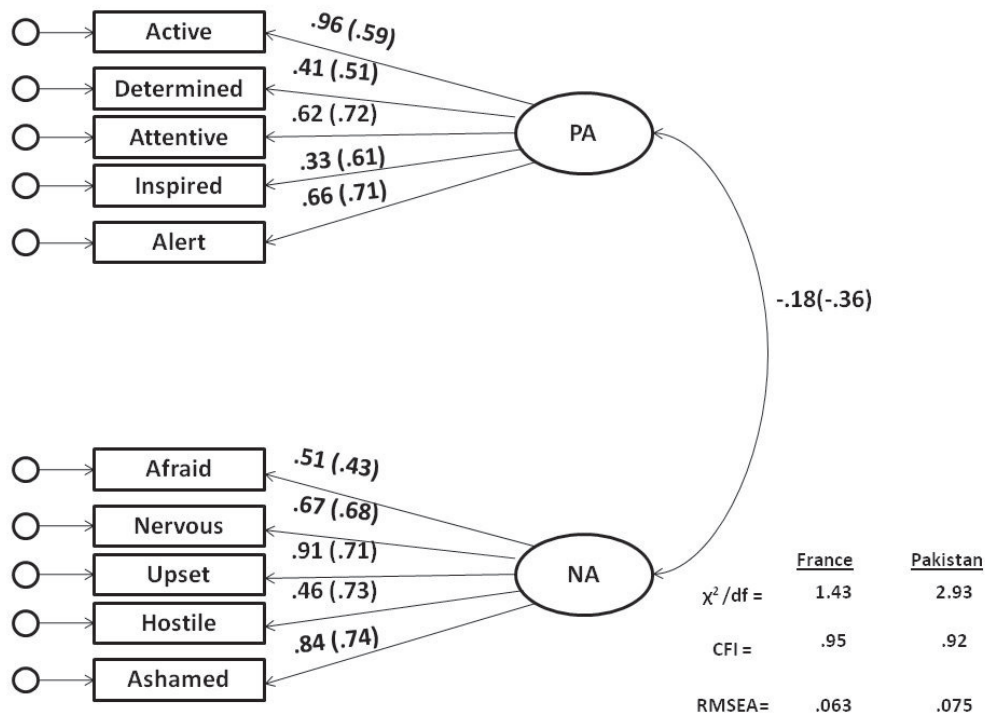 Active
.96 (.59)
Determined
.41 (.51)
Attentive
.62 (.72)
Inspired
.33 (.61)
Alert
.66 (.71)
PA
-.18(-.36)
Afraid
.51 (.43)
Nervous
.67 (.68)
Upset
.91 (.71)
Hostile
.46 (.73)
Ashamed
.84 (.74)
NA
France Pakistan
χ²/df = 1.43 2.93
CFI = .95 .92
RMSEA= .063 .075